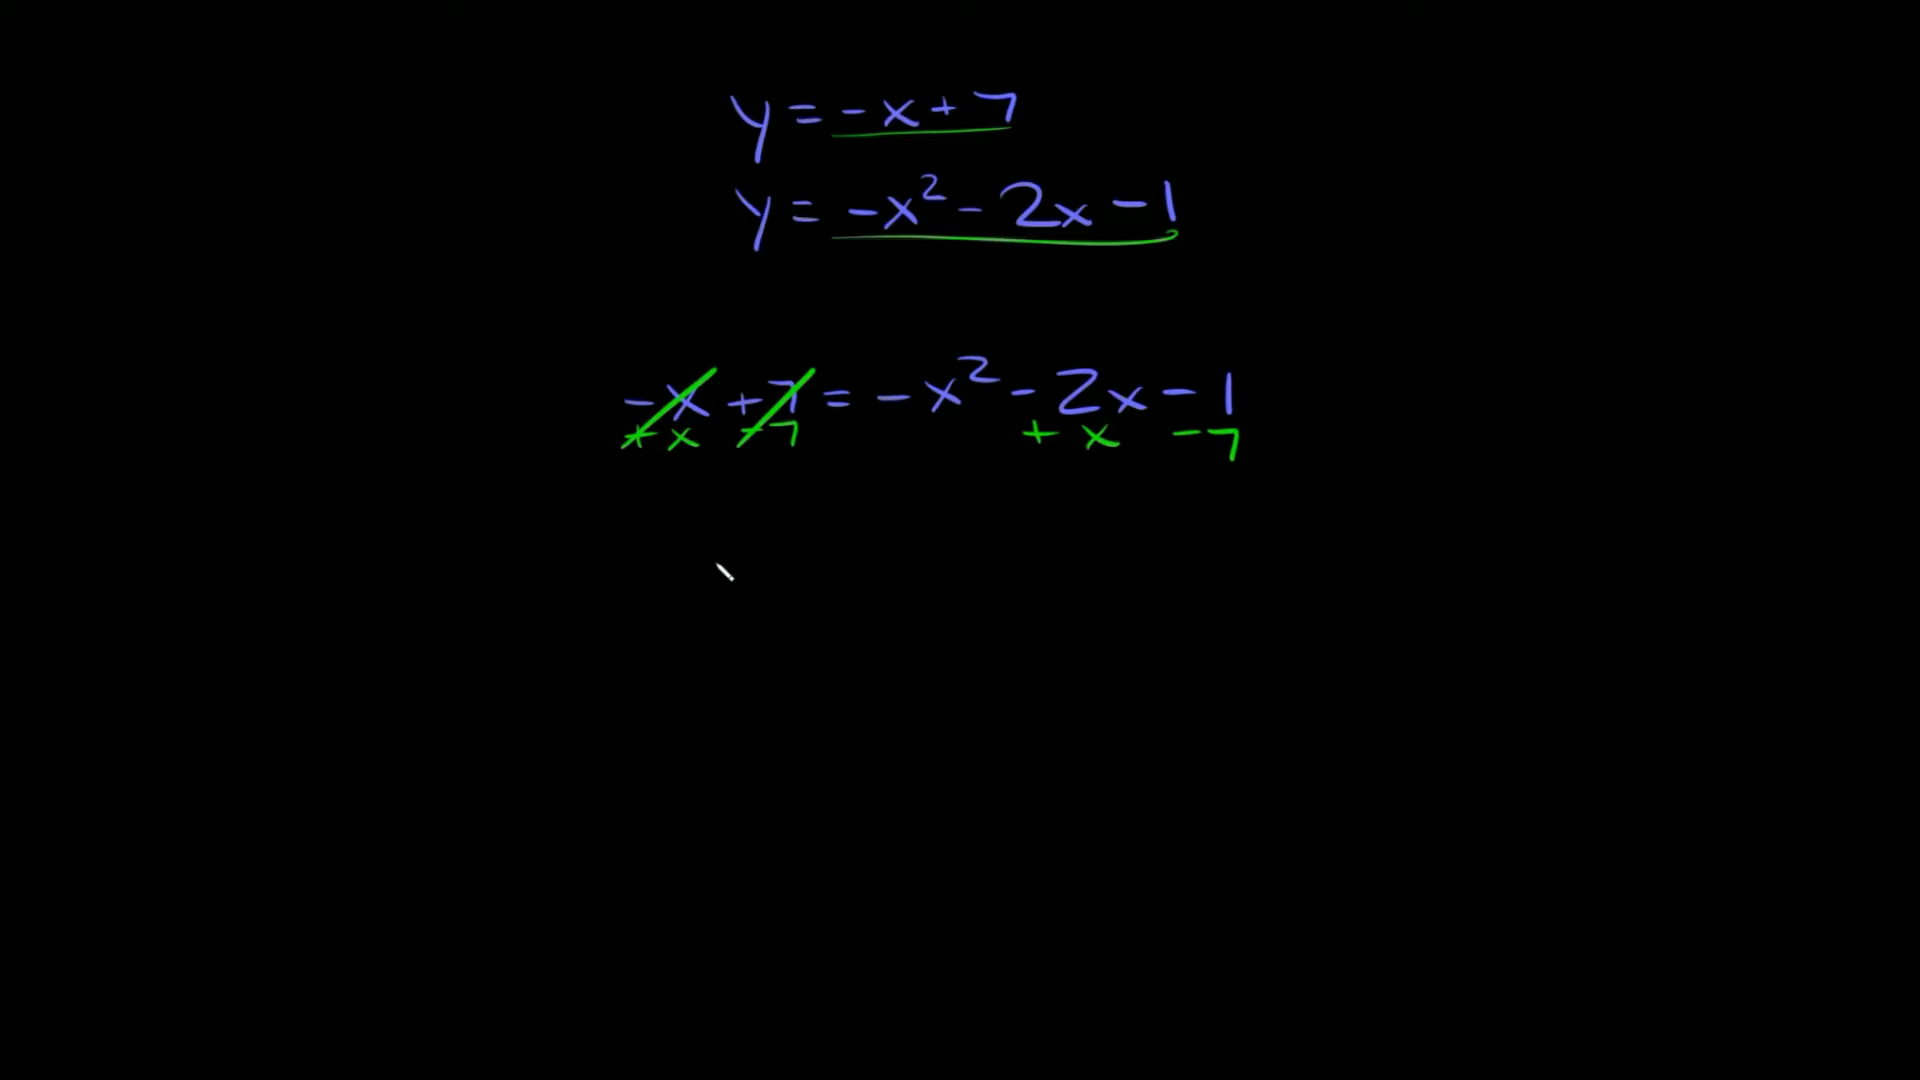 y = -x + 7
y = -x² - 2x - 1
-x + 7 = -x² - 2x - 1
+x -7 +x -7